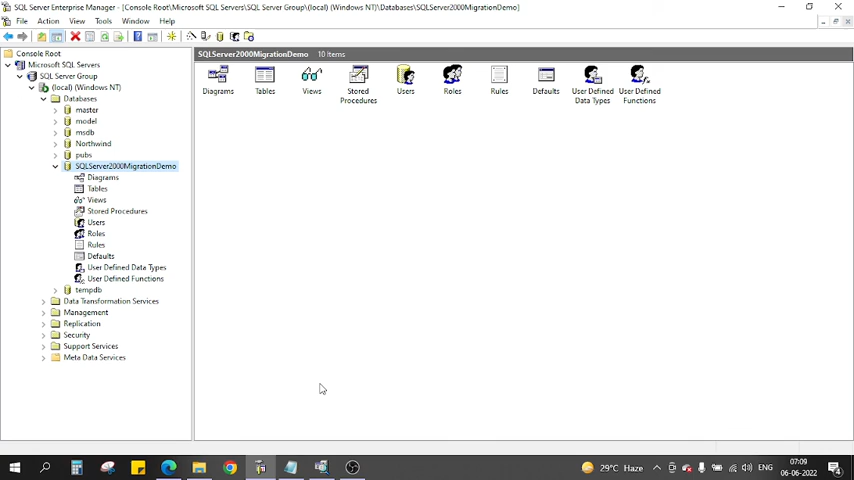 SQL Server Enterprise Manager - [Console Root\Microsoft SQL Servers\SQL Server Group\(local) (Windows NT)\Databases\SQLServer2000MigrationDemo]
File Action View Tools Window Help
Console Root
Microsoft SQL Servers
SQL Server Group
(local) (Windows NT)
Databases
master
model
msdb
Northwind
pubs
SQLServer2000MigrationDemo
Diagrams
Tables
Views
Stored Procedures
Users
Roles
Rules
Defaults
User Defined Data Types
User Defined Functions
tempdb
Data Transformation Services
Management
Replication
Security
Support Services
Meta Data Services
SQLServer2000MigrationDemo 10 Items
Diagrams Tables Views Stored Procedures Users Roles Rules Defaults User Defined Data Types User Defined Functions
29°C Haze ENG 07:09 06-06-2022 4